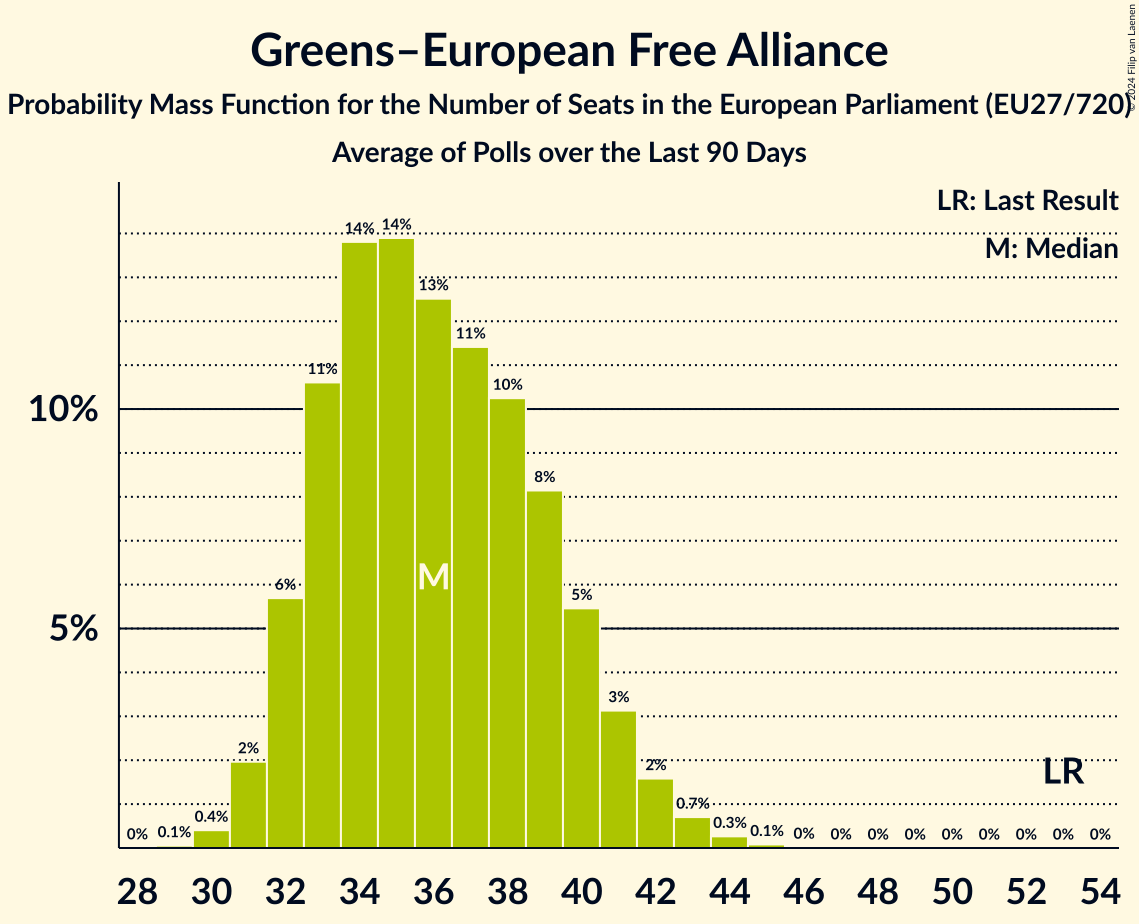 © 2024 Filip van Laenen
Greens–European Free Alliance
Probability Mass Function for the Number of Seats in the European Parliament (EU27/720)
Average of Polls over the Last 90 Days
LR: Last Result
M: Median
14% 14%
13%
11%
11%
10%
10%
8%
6%
M
5%
5%
3%
2%
2%
LR
0.7%
0.4%
0.3%
0% 0.1% 0.1% 0% 0% 0% 0% 0% 0% 0% 0% 0%
28 30 32 34 36 38 40 42 44 46 48 50 52 54